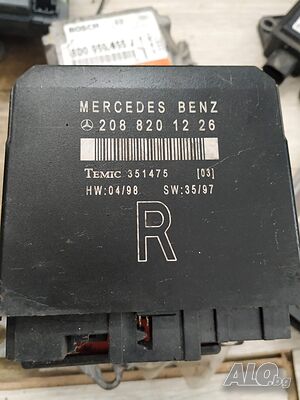 BOSCH
MERCEDES BENZ
208 820 12 26
TEMIC 351475 [03]
HW:04/98 SW:35/97
R
ALO.bg